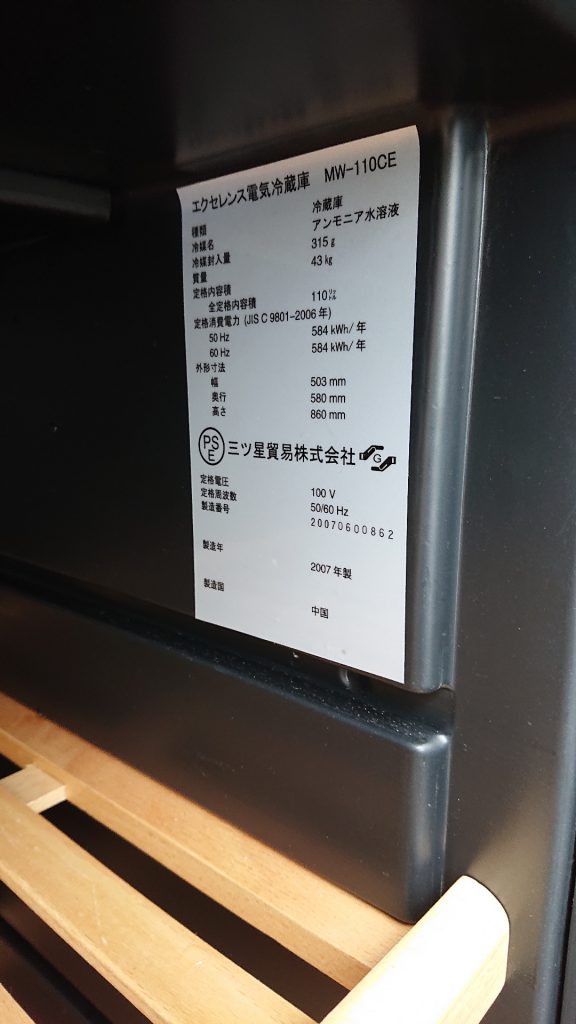 エクセレンス電気冷蔵庫 MW-110CE
種類 冷蔵庫
冷媒名 アンモニア水溶液
冷媒封入量 315 g
質量 43 kg
定格内容積
全定格内容積 110 リットル
定格消費電力 (JIS C 9801-2006 年)
50 Hz 584 kWh/ 年
60 Hz 584 kWh/ 年
外形寸法
幅 503 mm
奥行 580 mm
高さ 860 mm
PS E 三ツ星貿易株式会社 G
定格電圧 100 V
定格周波数 50/60 Hz
製造番号 20070600862
製造年 2007 年製
製造国 中国